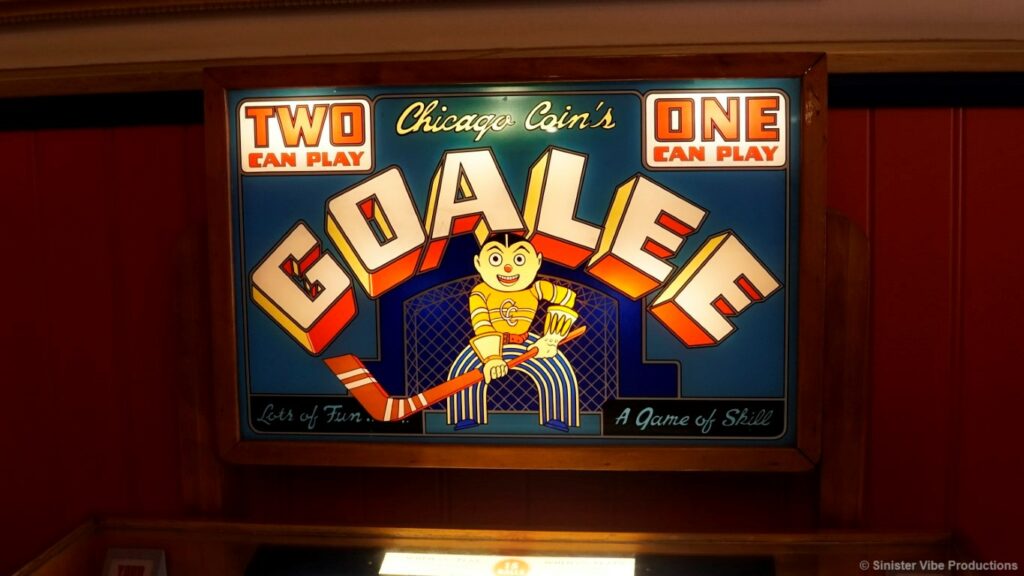 TWO
CAN PLAY
Chicago Coin's
ONE
CAN PLAY
GOALEE
CC
Lots of Fun....
A Game of Skill
15
© Sinister Vibe Productions